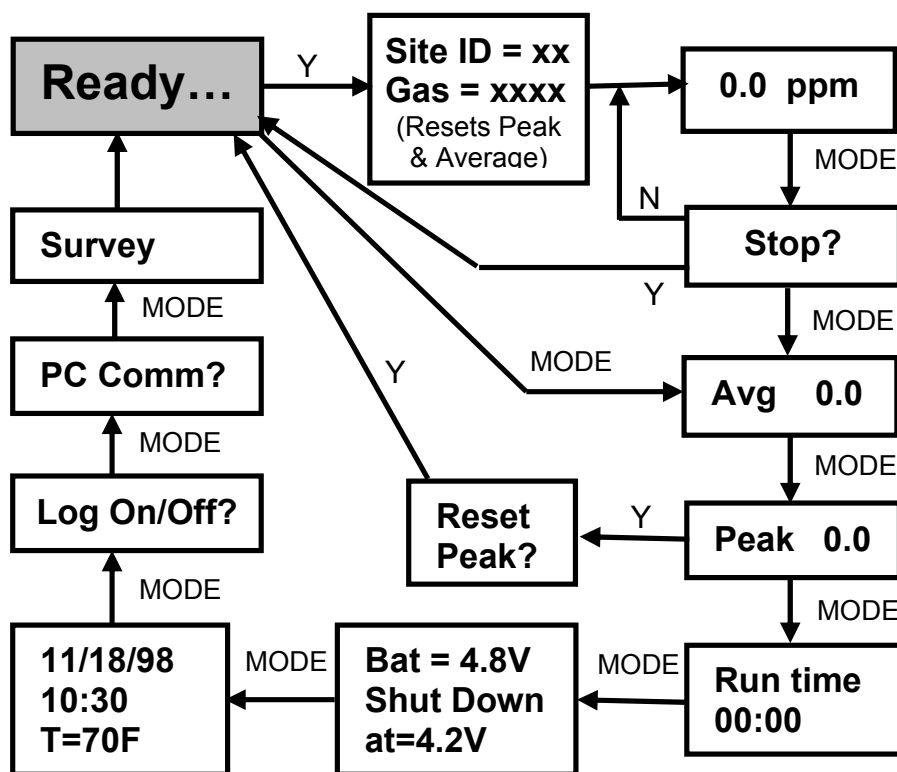 Ready…
Y
Site ID = xx
Gas = xxxx
(Resets Peak
& Average)
0.0 ppm
MODE
N
Stop?
Y
MODE
Survey
MODE
PC Comm?
Y
MODE
Avg 0.0
MODE
MODE
Log On/Off?
Reset
Peak?
Y
Peak 0.0
MODE
MODE
11/18/98
10:30
T=70F
MODE
Bat = 4.8V
Shut Down
at=4.2V
MODE
Run time
00:00